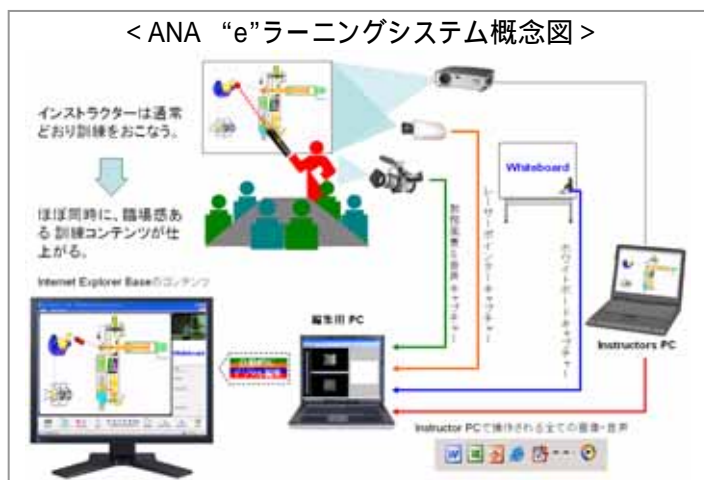 ＜ANA “e”ラーニングシステム概念図＞
インストラクターは通常
どおり訓練をおこなう。
ほぼ同時に、臨場感あ
る 訓練コンテンツが仕
上がる。
Internet Explorer Baseのコンテンツ
編集用 PC
Whiteboard
レーザーポインターキャプチャー
ホワイトボードキャプチャー
Instructors PC
Instructor PCで操作される全ての画像・音声